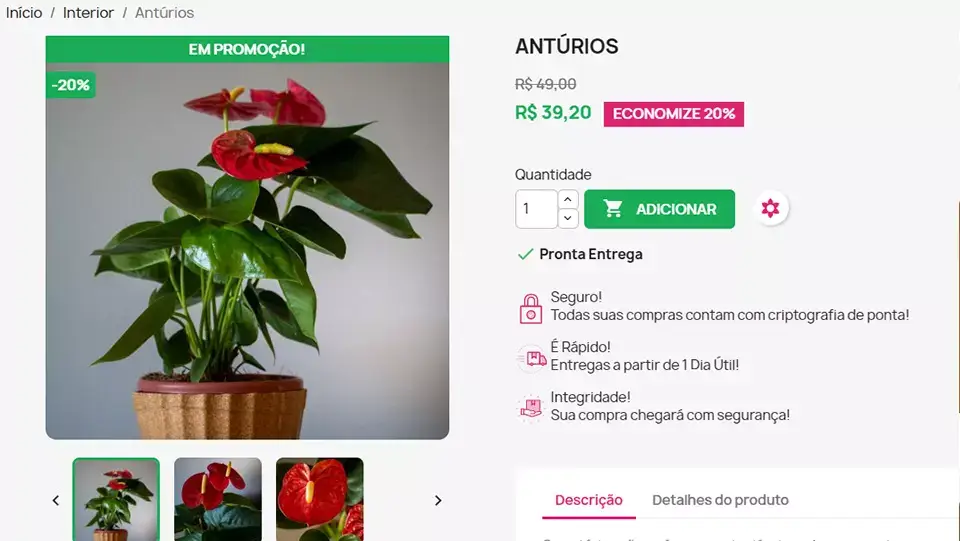 Início / Interior / Antúrios
EM PROMOÇÃO!
-20%
ANTÚRIOS
R$ 49,00
R$ 39,20 ECONOMIZE 20%
Quantidade
1 ADICIONAR
Pronta Entrega
Seguro!
Todas suas compras contam com criptografia de ponta!
É Rápido!
Entregas a partir de 1 Dia Útil!
Integridade!
Sua compra chegará com segurança!
Descrição Detalhes do produto